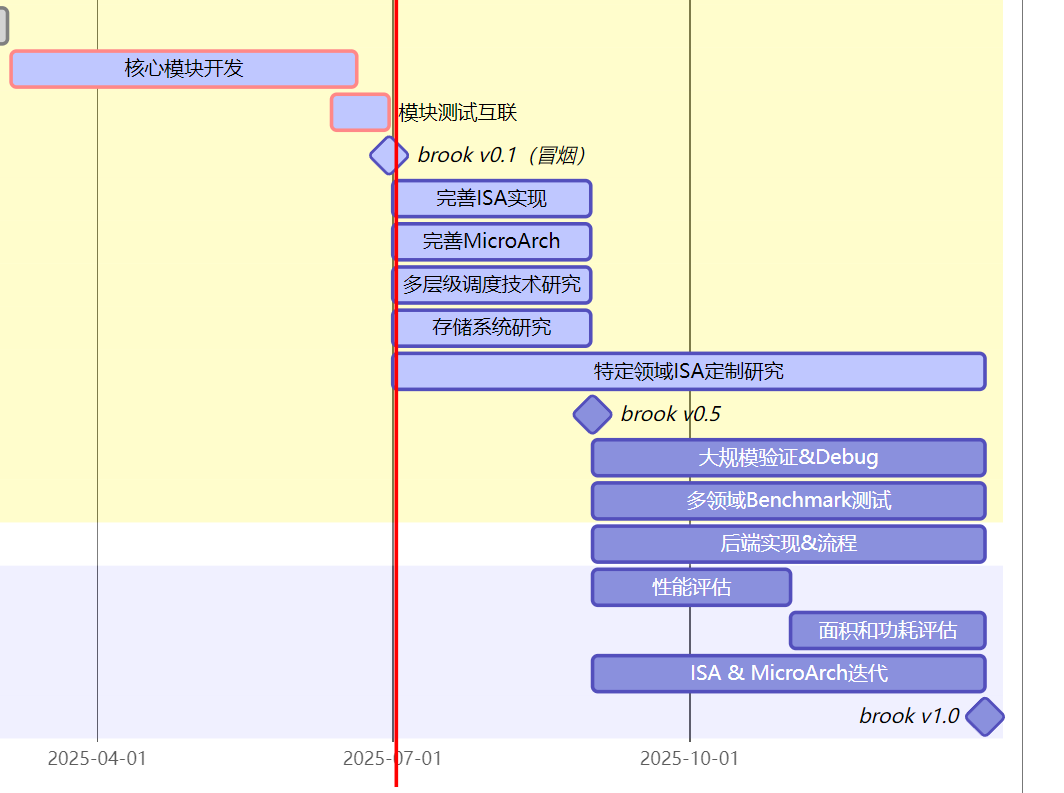 核心模块开发
模块测试互联
brook v0.1（冒烟）
完善ISA实现
完善MicroArch
多层级调度技术研究
存储系统研究
特定领域ISA定制研究
brook v0.5
大规模验证&Debug
多领域Benchmark测试
后端实现&流程
性能评估
面积和功耗评估
ISA & MicroArch迭代
brook v1.0
2025-04-01
2025-07-01
2025-10-01